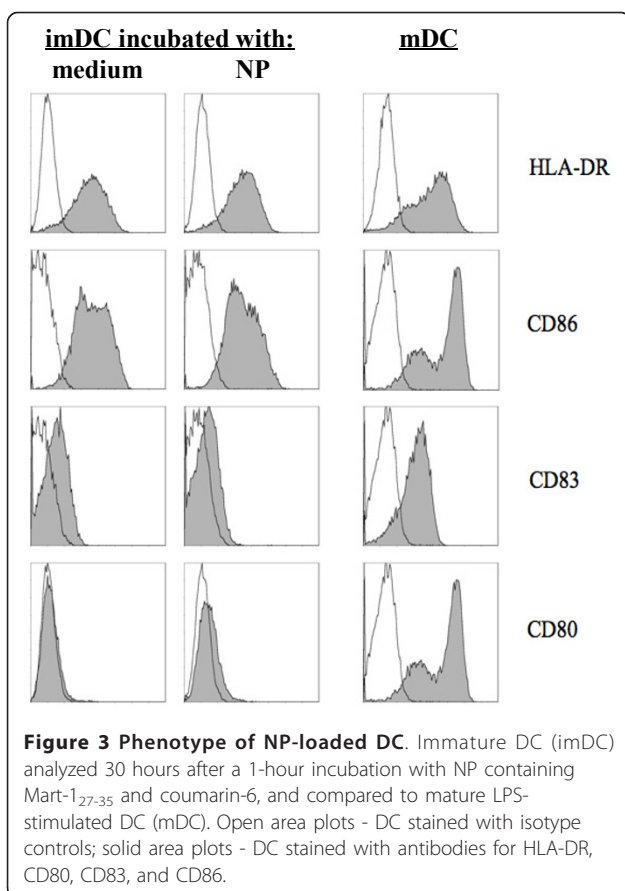 imDC incubated with: mDC
medium NP
HLA-DR
CD86
CD83
CD80
Figure 3 Phenotype of NP-loaded DC. Immature DC (imDC)
analyzed 30 hours after a 1-hour incubation with NP containing
Mart-1₂₇₋₃₅ and coumarin-6, and compared to mature LPS-
stimulated DC (mDC). Open area plots - DC stained with isotype
controls; solid area plots - DC stained with antibodies for HLA-DR,
CD80, CD83, and CD86.